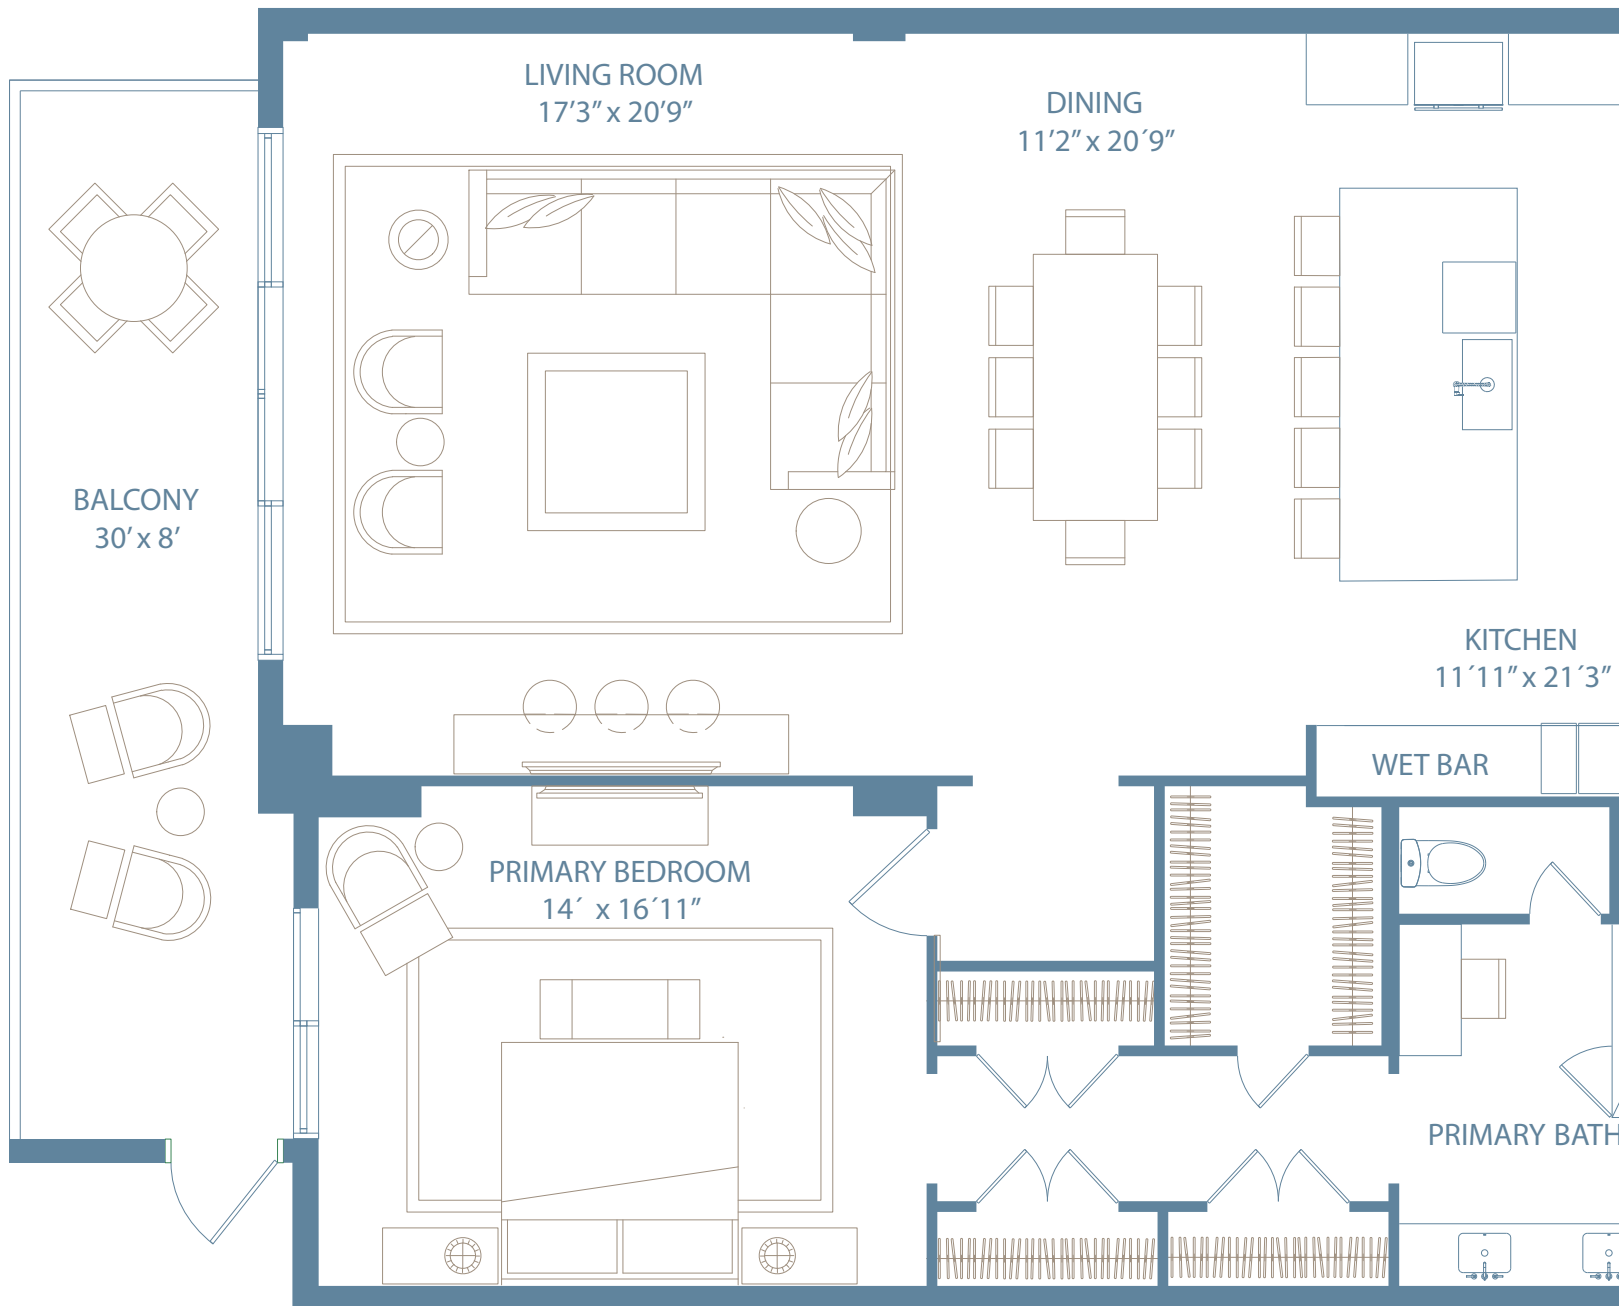 LIVING ROOM
17’3” x 20’9”
DINING
11’2” x 20´9”
BALCONY
30’ x 8’
KITCHEN
11´11” x 21´3”
WET BAR
PRIMARY BEDROOM
14´ x 16´11”
PRIMARY BATH